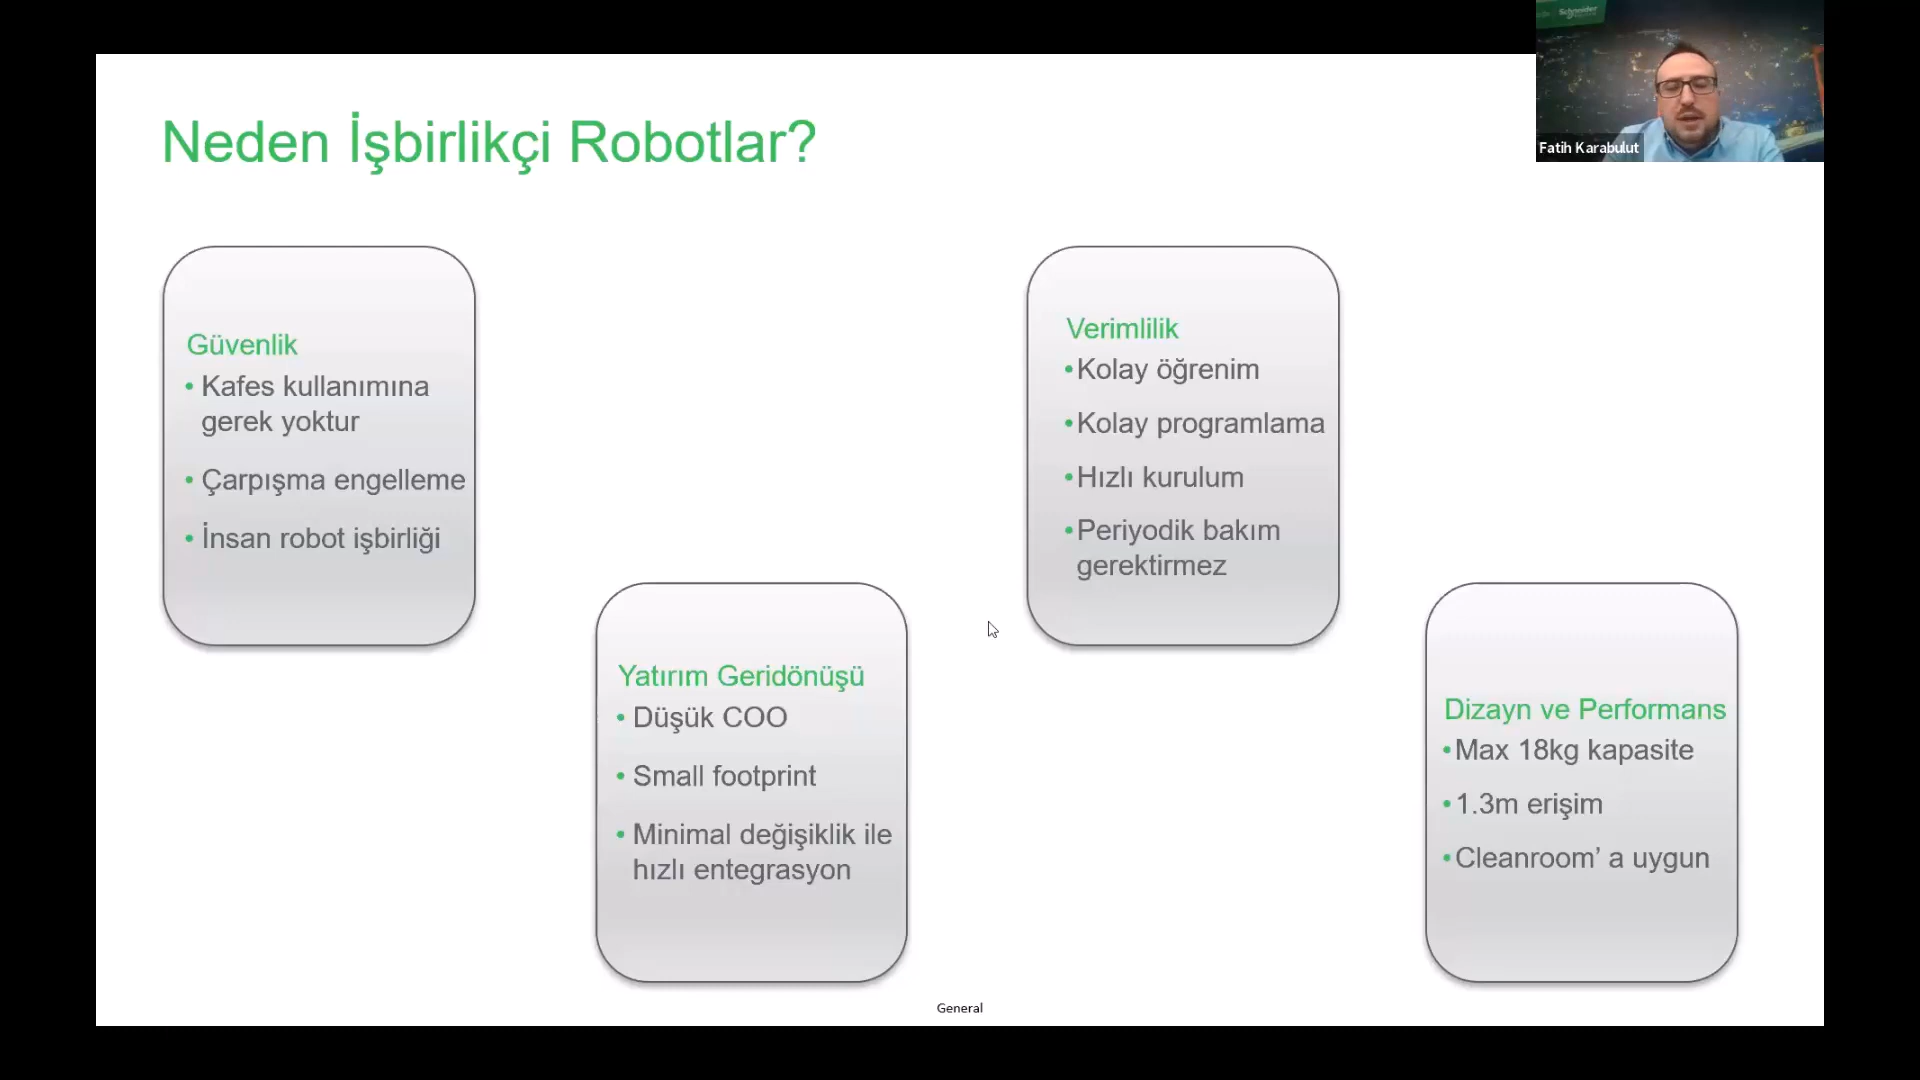 Schneider
Fatih Karabulut
Neden İşbirlikçi Robotlar?
Güvenlik
• Kafes kullanımına
gerek yoktur
• Çarpışma engelleme
• İnsan robot işbirliği
Yatırım Geridönüşü
• Düşük COO
• Small footprint
• Minimal değişiklik ile
hızlı entegrasyon
Verimlilik
• Kolay öğrenim
• Kolay programlama
• Hızlı kurulum
• Periyodik bakım
gerektirmez
Dizayn ve Performans
• Max 18kg kapasite
• 1.3m erişim
• Cleanroom’ a uygun
General